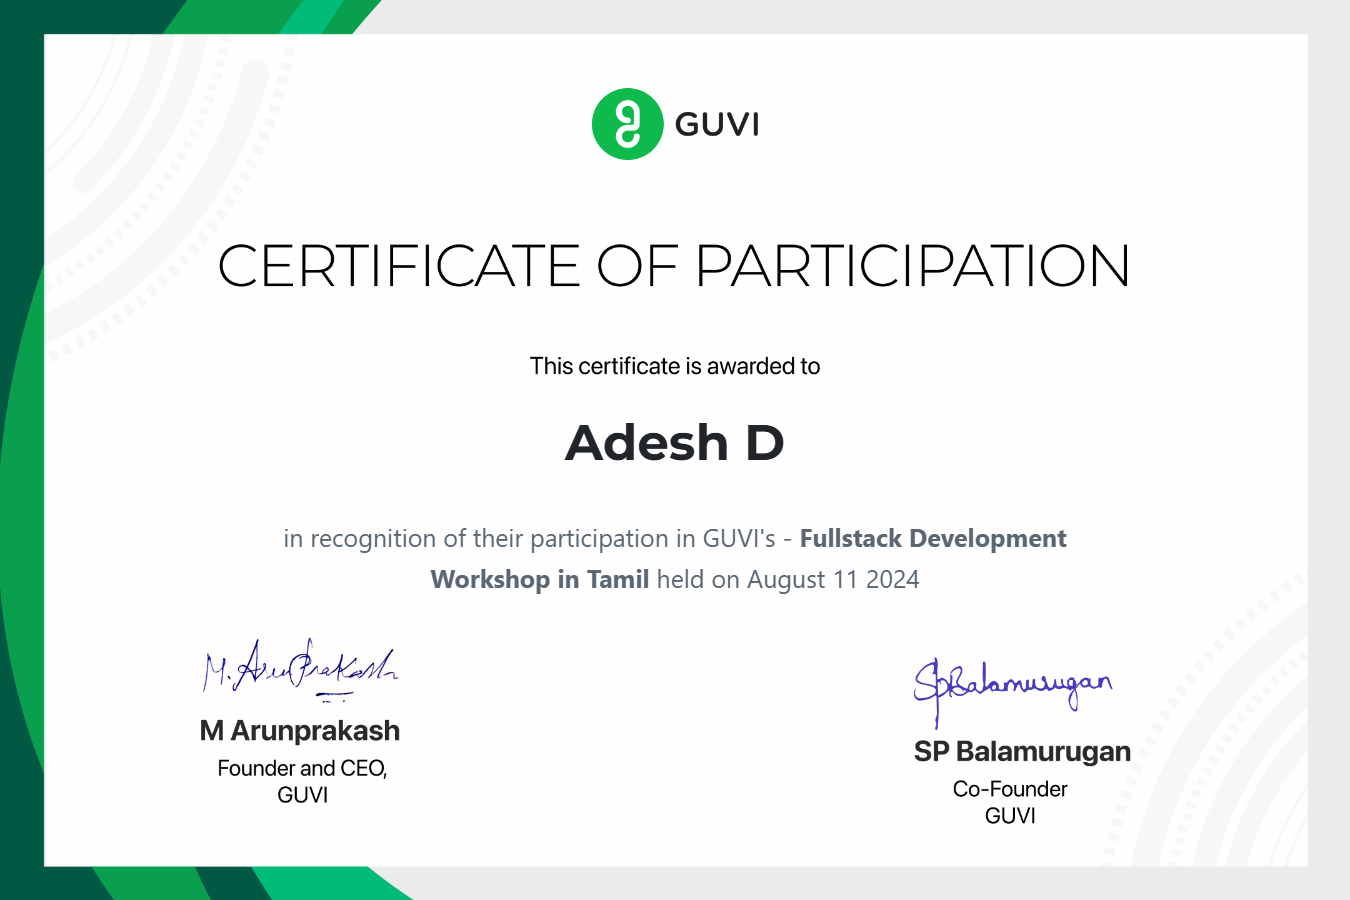 GUVI
CERTIFICATE OF PARTICIPATION
This certificate is awarded to
Adesh D
in recognition of their participation in GUVI's - Fullstack Development
Workshop in Tamil held on August 11 2024
M. ArunPrakash
M Arunprakash
Founder and CEO,
GUVI
SpBalamurugan
SP Balamurugan
Co-Founder
GUVI